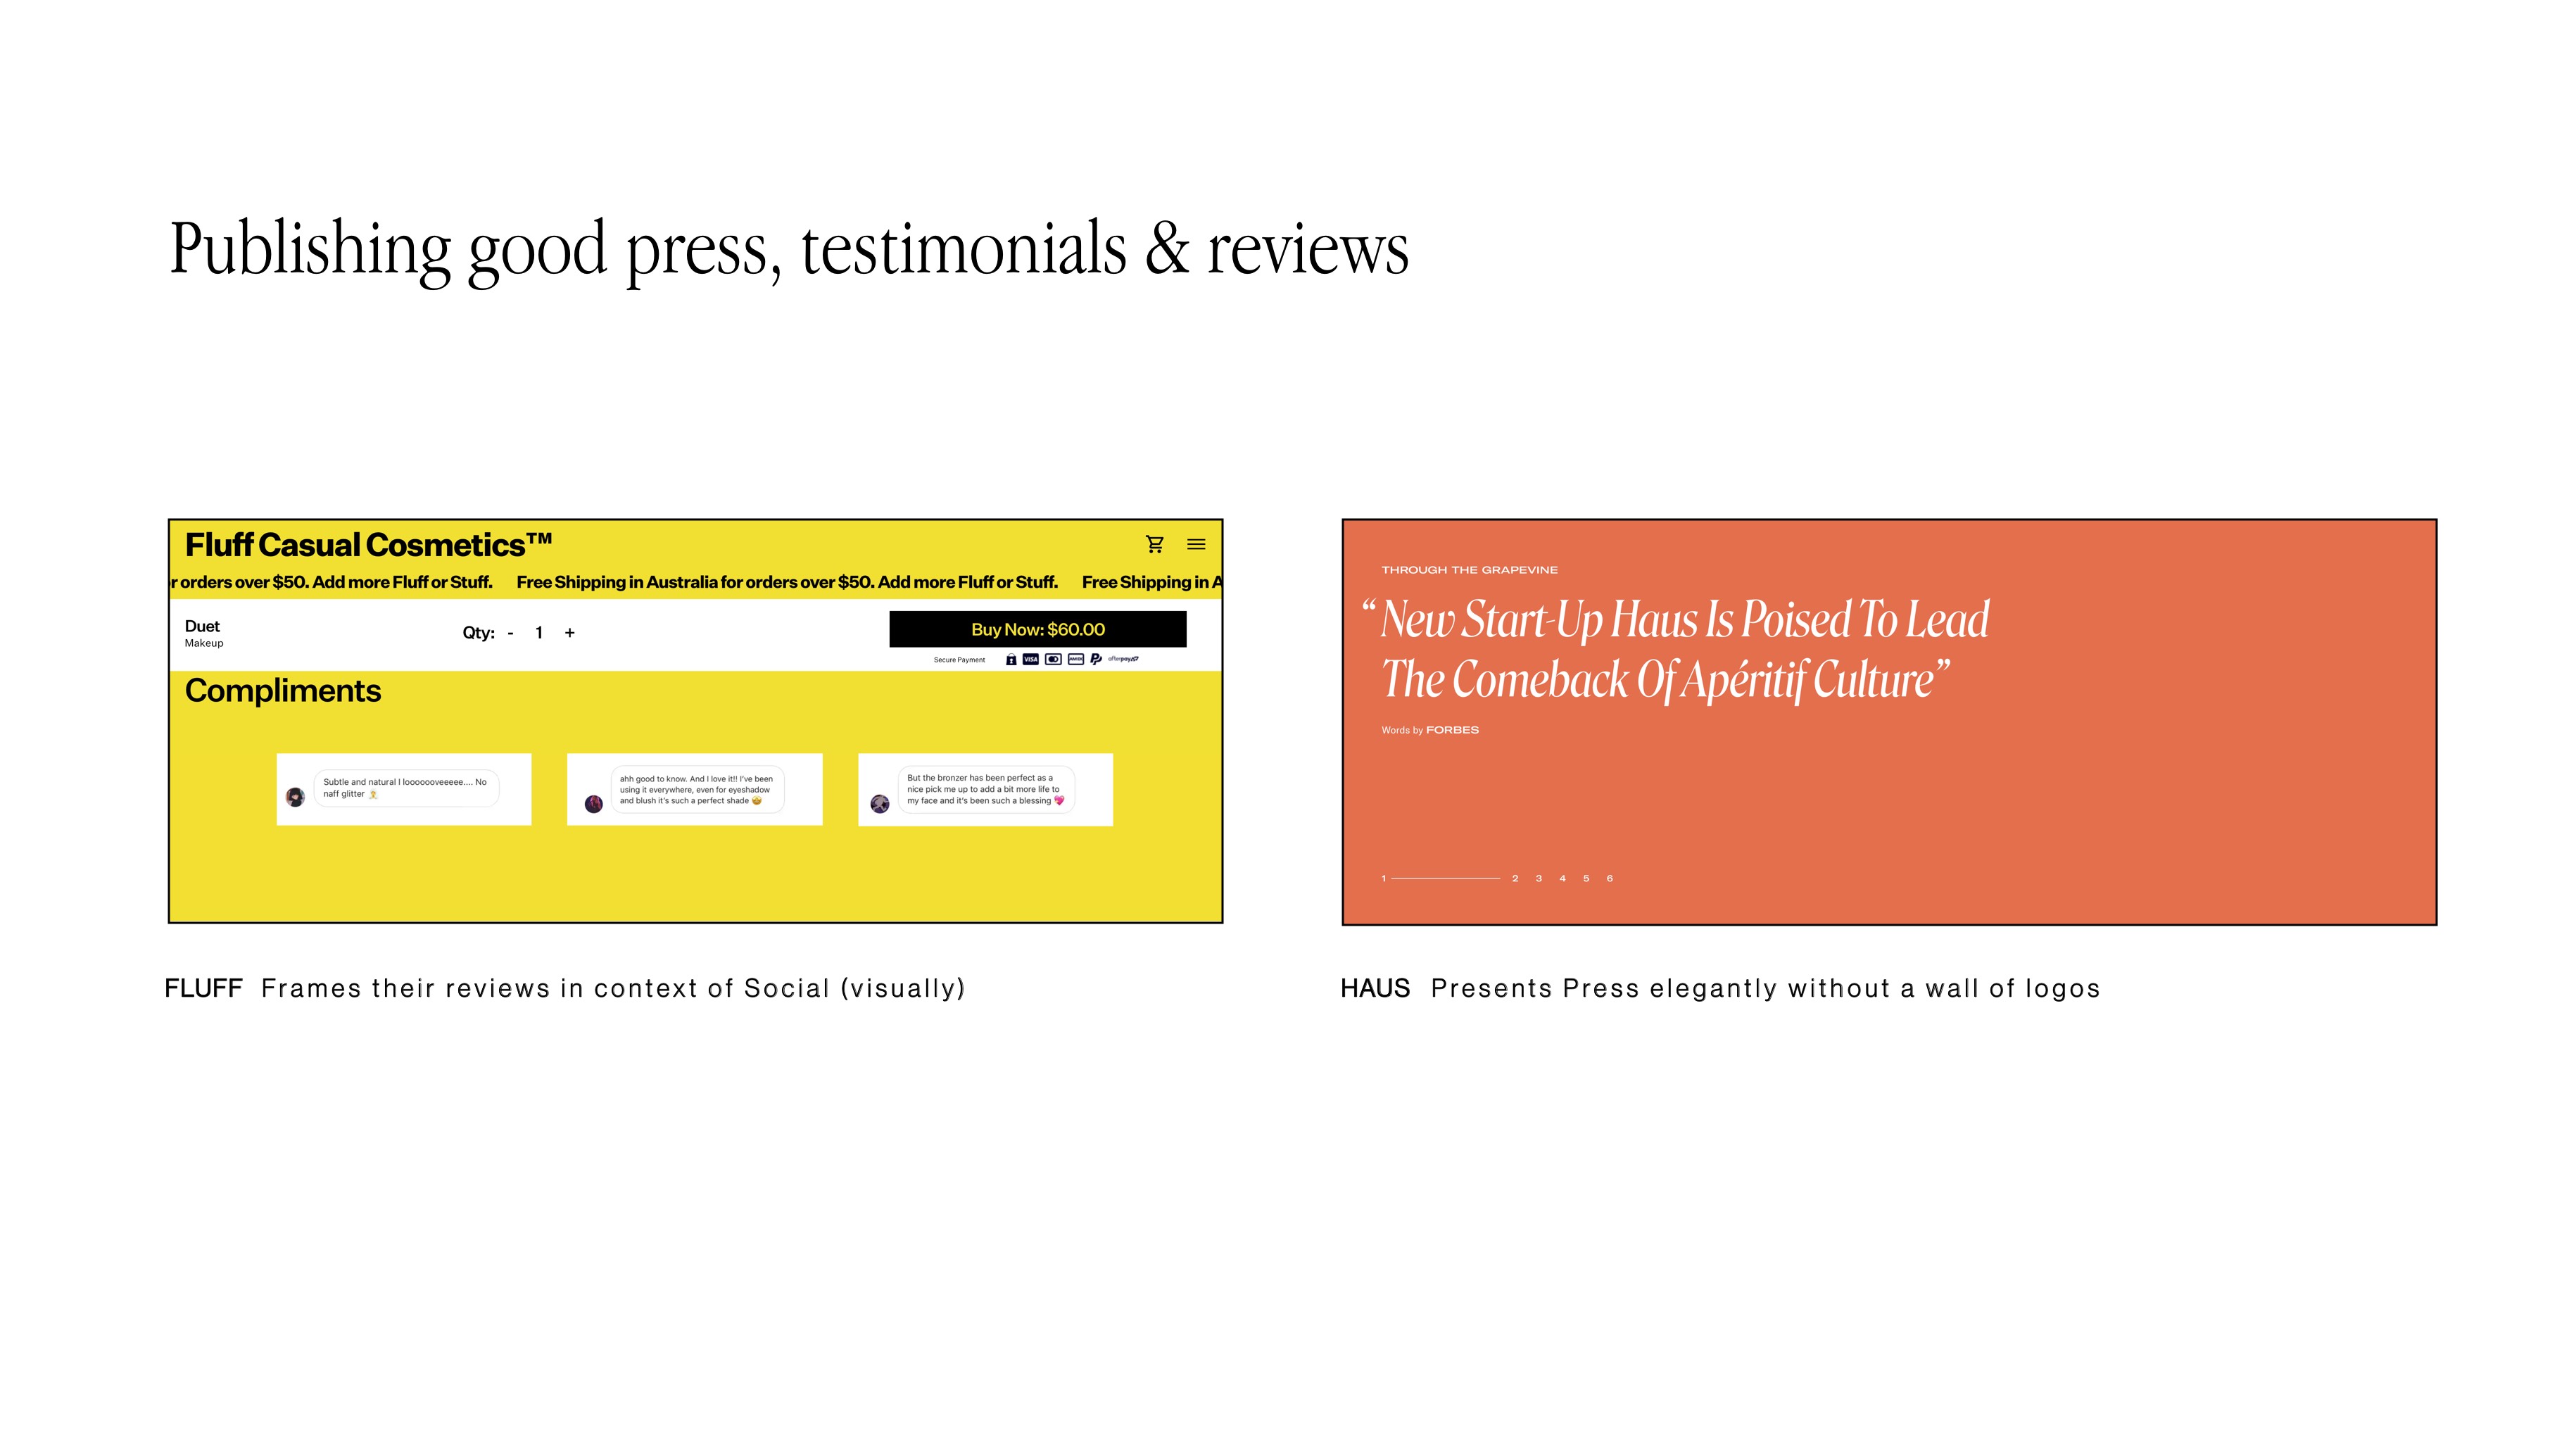 Publishing good press, testimonials & reviews
Fluff Casual Cosmetics™
r orders over $50. Add more Fluff or Stuff. Free Shipping in Australia for orders over $50. Add more Fluff or Stuff. Free Shipping in A
Duet
Makeup
Qty: - 1 +
Buy Now: $60.00
Secure Payment VISA afterpay
Compliments
Subtle and natural I looooooveeeee.... No
naff glitter
ahh good to know. And I love it!! I've been
using it everywhere, even for eyeshadow
and blush it's such a perfect shade 🤩
But the bronzer has been perfect as a
nice pick me up to add a bit more life to
my face and it's been such a blessing 💖
FLUFF Frames their reviews in context of Social (visually)
THROUGH THE GRAPEVINE
“New Start-Up Haus Is Poised To Lead
The Comeback Of Apéritif Culture”
Words by FORBES
1 2 3 4 5 6
HAUS Presents Press elegantly without a wall of logos